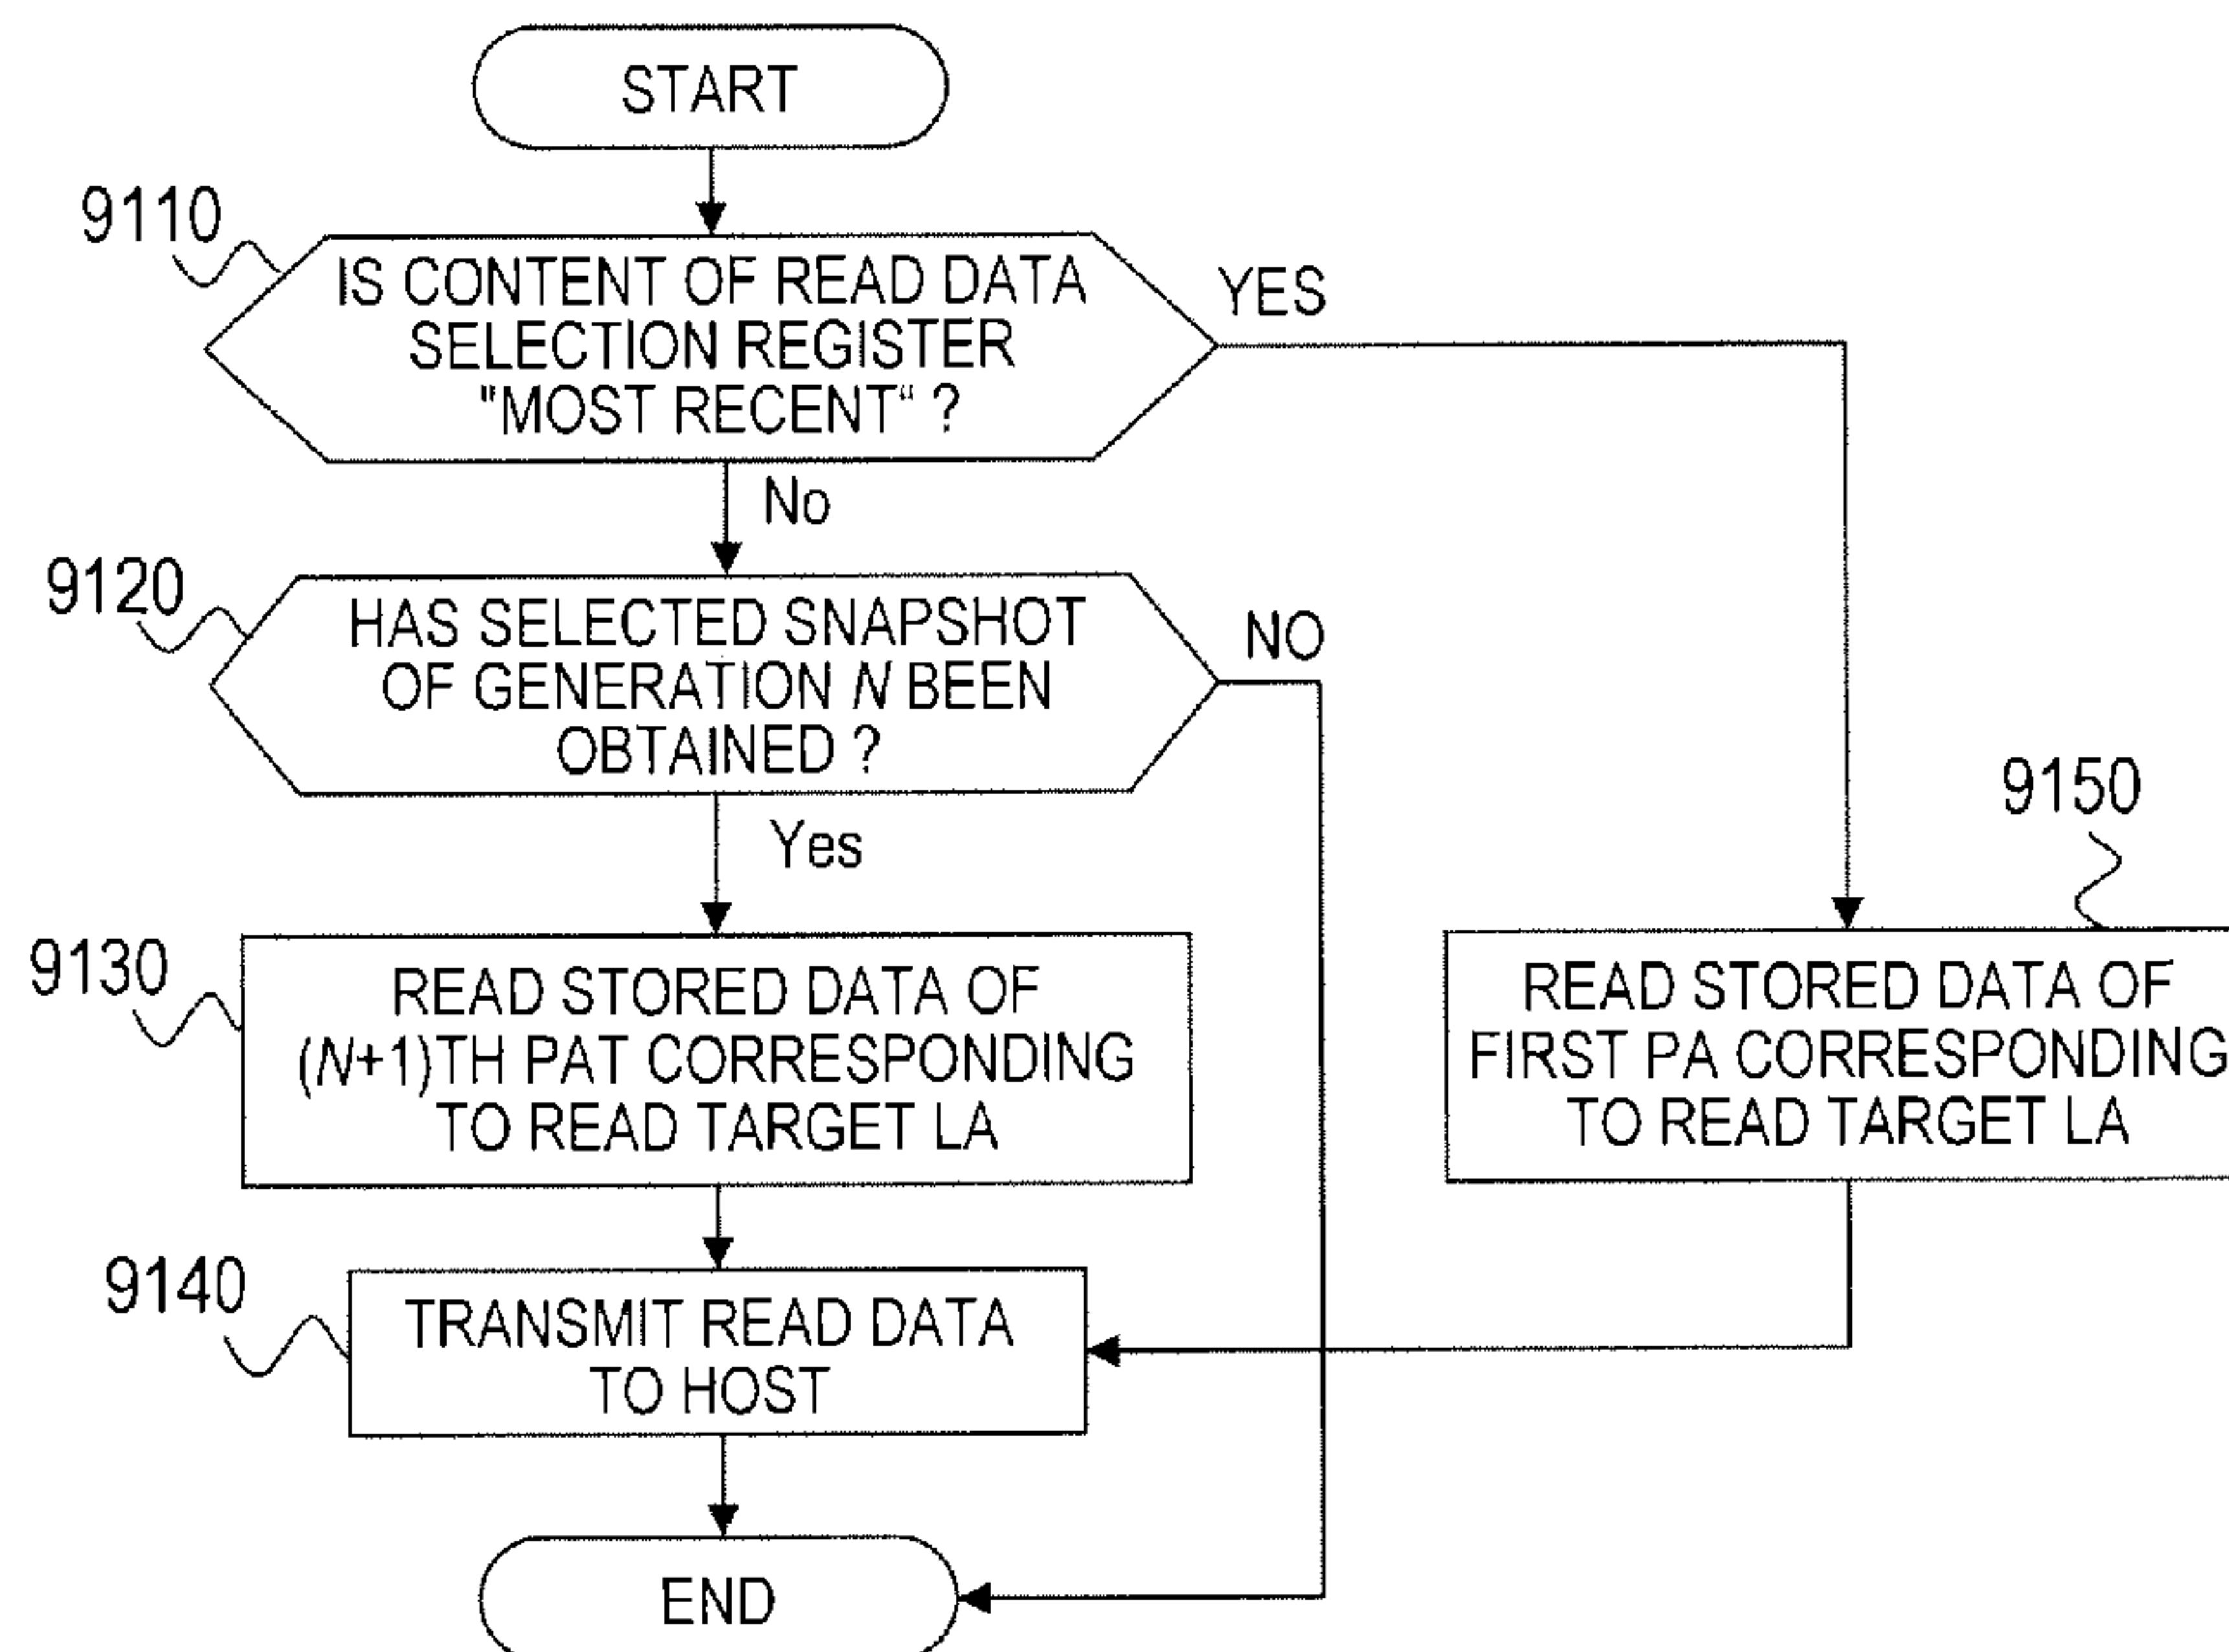 START
9110
IS CONTENT OF READ DATA
SELECTION REGISTER
"MOST RECENT“ ?
YES
No
9120
HAS SELECTED SNAPSHOT
OF GENERATION N BEEN
OBTAINED ?
NO
Yes
9130
READ STORED DATA OF
(N+1)TH PAT CORRESPONDING
TO READ TARGET LA
9150
READ STORED DATA OF
FIRST PA CORRESPONDING
TO READ TARGET LA
9140
TRANSMIT READ DATA
TO HOST
END